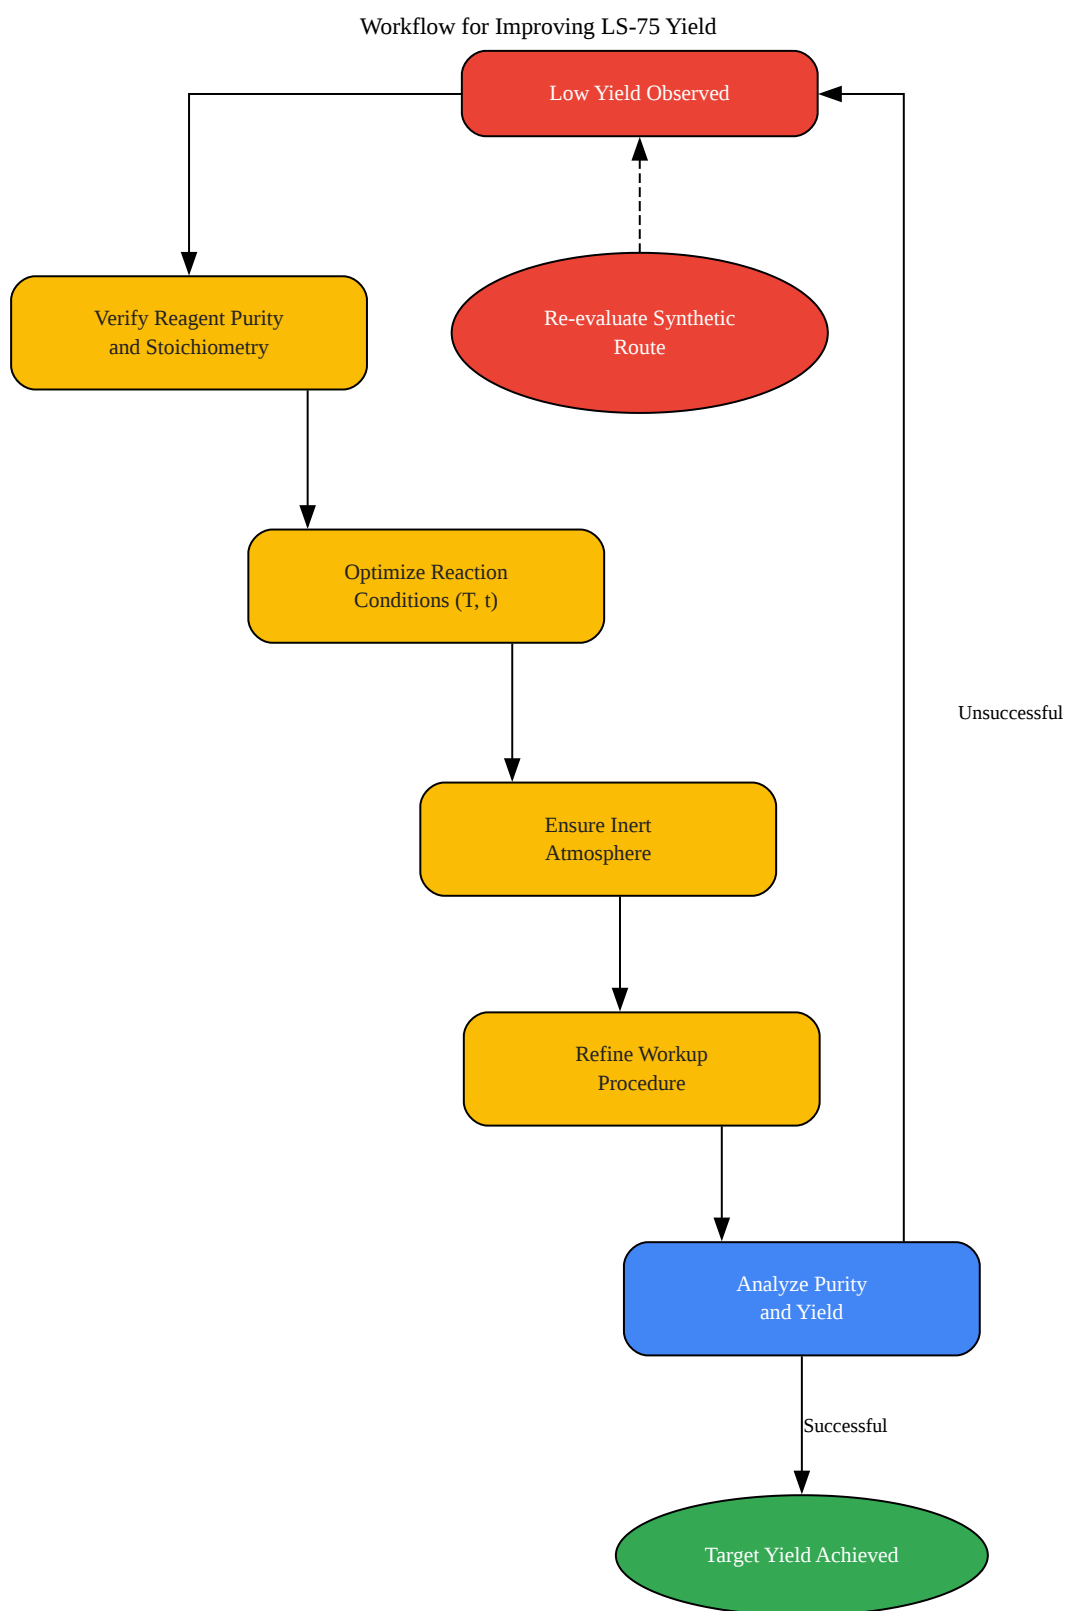 Workflow for Improving LS-75 Yield
Low Yield Observed
Verify Reagent Purity
and Stoichiometry
Re-evaluate Synthetic
Route
Optimize Reaction
Conditions (T, t)
Unsuccessful
Ensure Inert
Atmosphere
Refine Workup
Procedure
Analyze Purity
and Yield
Successful
Target Yield Achieved